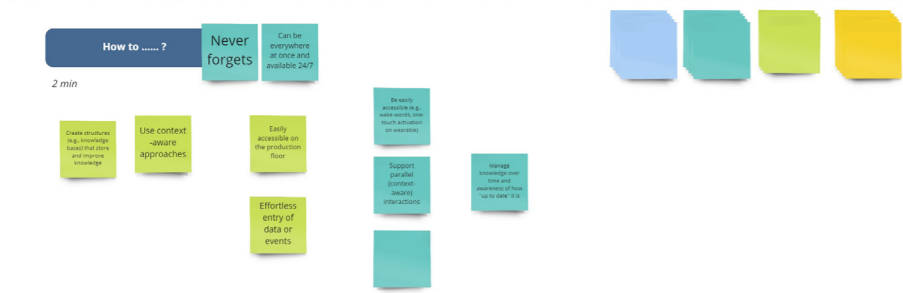 How to ...... ?
Never
forgets
Can be
everywhere
at once and
available 24/7
2 min
Create structures
(e.g., knowledge
bases) that store
and improve
knowledge
Use context
-aware
approaches
Easily
accessible on
the production
floor
Effortless
entry of
data or
events
Be easily
accessible (e.g.,
wake-words, one-
touch activation
on wearable)
Support
parallel
(context-
aware)
interactions
Manage
knowledge over
time and
awareness of how
"up to date" it is